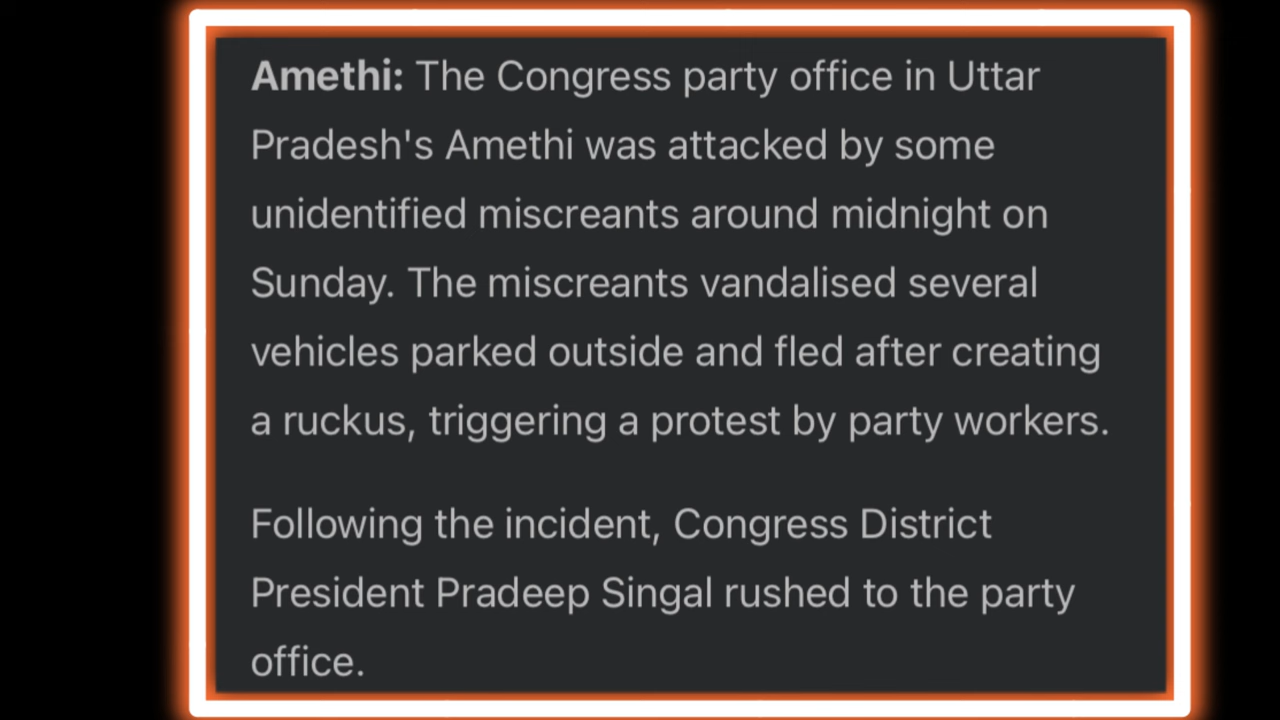 Amethi: The Congress party office in Uttar
Pradesh's Amethi was attacked by some
unidentified miscreants around midnight on
Sunday. The miscreants vandalised several
vehicles parked outside and fled after creating
a ruckus, triggering a protest by party workers.
Following the incident, Congress District
President Pradeep Singal rushed to the party
office.